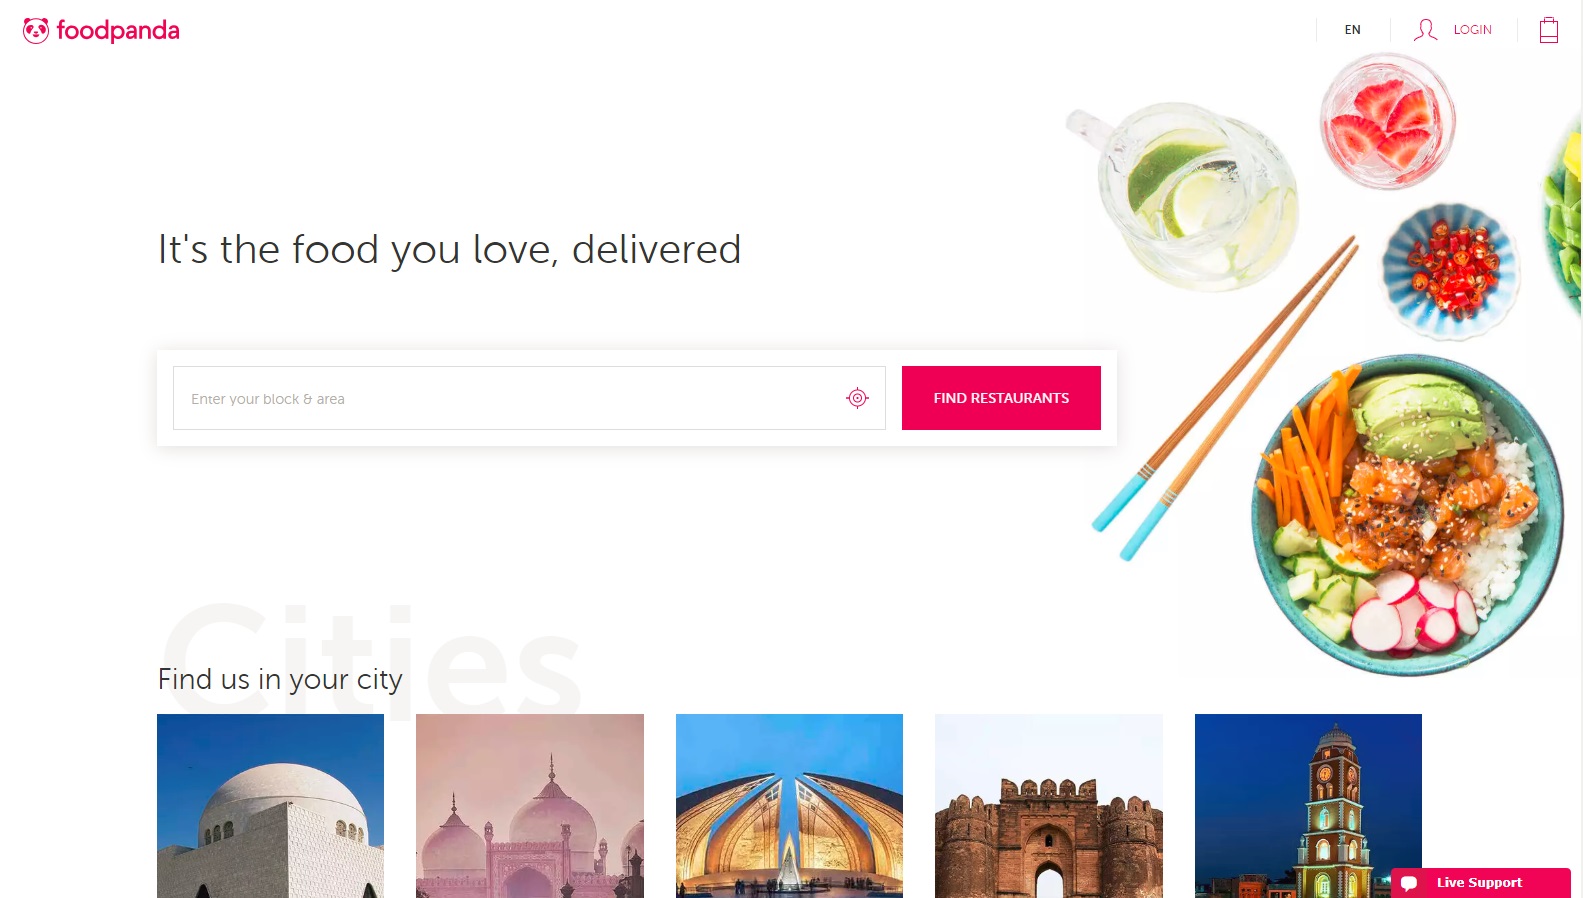 foodpanda
EN
LOGIN
It's the food you love, delivered
Enter your block & area
FIND RESTAURANTS
Cities
Find us in your city
Live Support